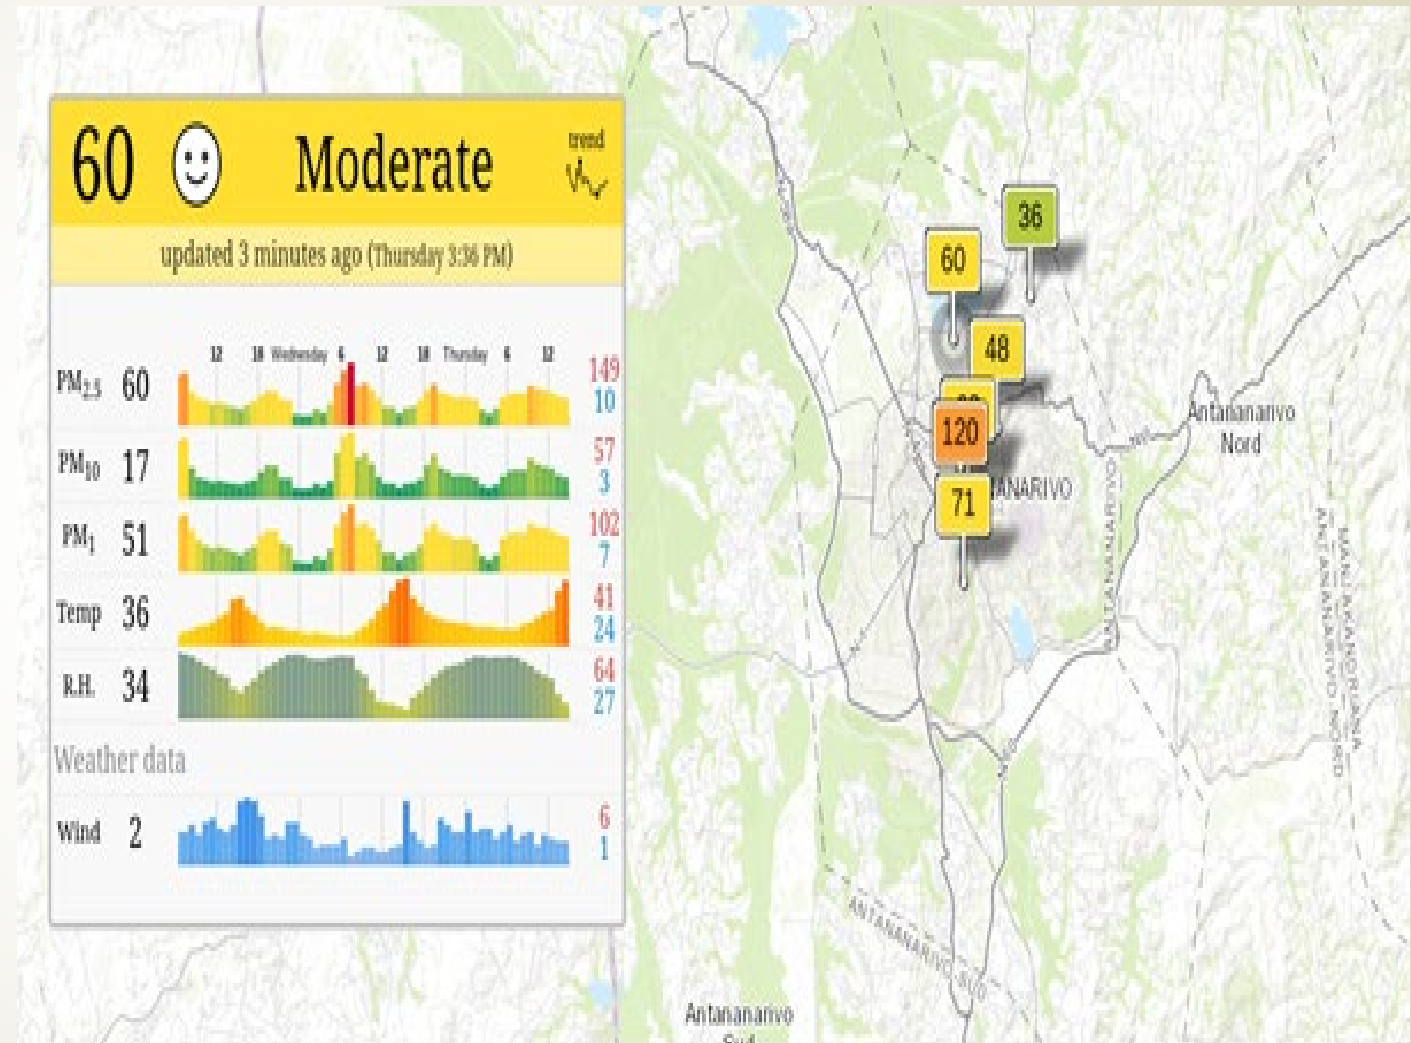 60
Moderate
trend
updated 3 minutes ago (Thursday 3:36 PM)
12 18 Wednesday 6 12 18 Thursday 6 12
PM2.5 60 149
10
PM10 17 57
3
PM1 51 102
7
Temp 36 41
24
R.H. 34 64
27
Weather data
Wind 2 6
1
36
60
48
120
71
ANARIVO
Antananarivo
Nord
ANTANANARIVO NORD
ANTANANARIVO-SUD
Antananarivo
Sud